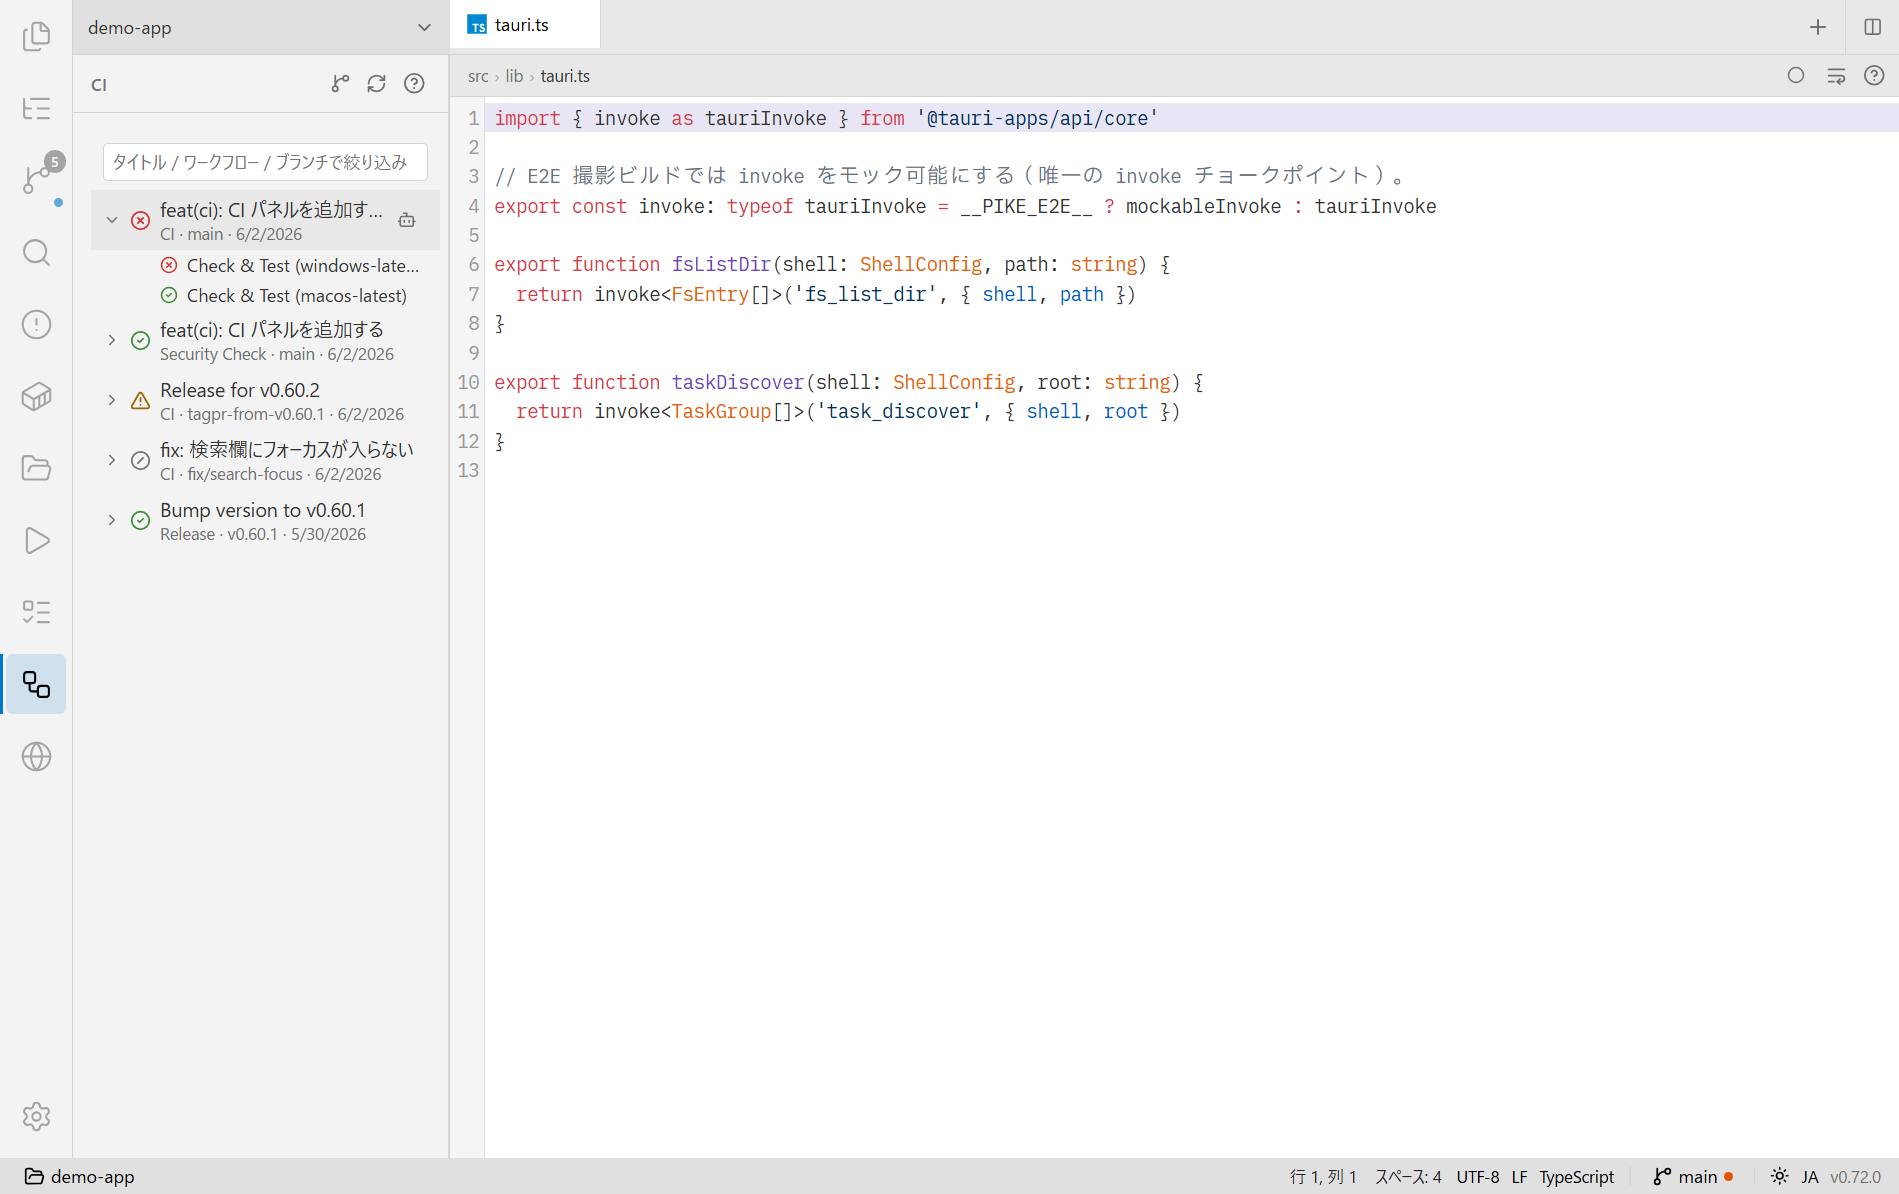 demo-app
TS tauri.ts
CI
src › lib › tauri.ts
5
タイトル / ワークフロー / ブランチで絞り込み
feat(ci): CI パネルを追加す...
CI · main · 6/2/2026
Check & Test (windows-late...
Check & Test (macos-latest)
feat(ci): CI パネルを追加する
Security Check · main · 6/2/2026
Release for v0.60.2
CI · tagpr-from-v0.60.1 · 6/2/2026
fix: 検索欄にフォーカスが入らない
CI · fix/search-focus · 6/2/2026
Bump version to v0.60.1
Release · v0.60.1 · 5/30/2026
1 import { invoke as tauriInvoke } from '@tauri-apps/api/core'
2
3 // E2E 撮影ビルドでは invoke をモック可能にする（唯一の invoke チョークポイント）。
4 export const invoke: typeof tauriInvoke = __PIKE_E2E__ ? mockableInvoke : tauriInvoke
5
6 export function fsListDir(shell: ShellConfig, path: string) {
7   return invoke<FsEntry[]>('fs_list_dir', { shell, path })
8 }
9
10 export function taskDiscover(shell: ShellConfig, root: string) {
11   return invoke<TaskGroup[]>('task_discover', { shell, root })
12 }
13
demo-app
行 1, 列 1 スペース: 4 UTF-8 LF TypeScript main JA v0.72.0